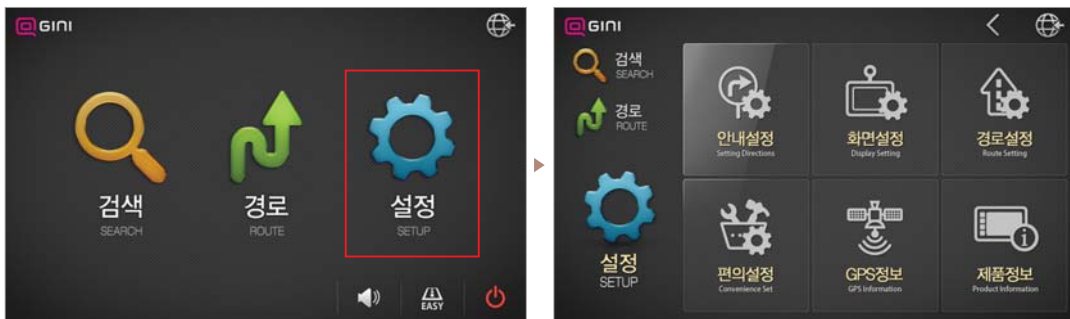 GINI
검색
SEARCH
경로
ROUTE
설정
SETUP
EASY
GINI
검색
SEARCH
경로
ROUTE
설정
SETUP
안내설정
Setting Directions
화면설정
Display Setting
경로설정
Route Setting
편의설정
Convenience Set
GPS정보
GPS Information
제품정보
Product Information